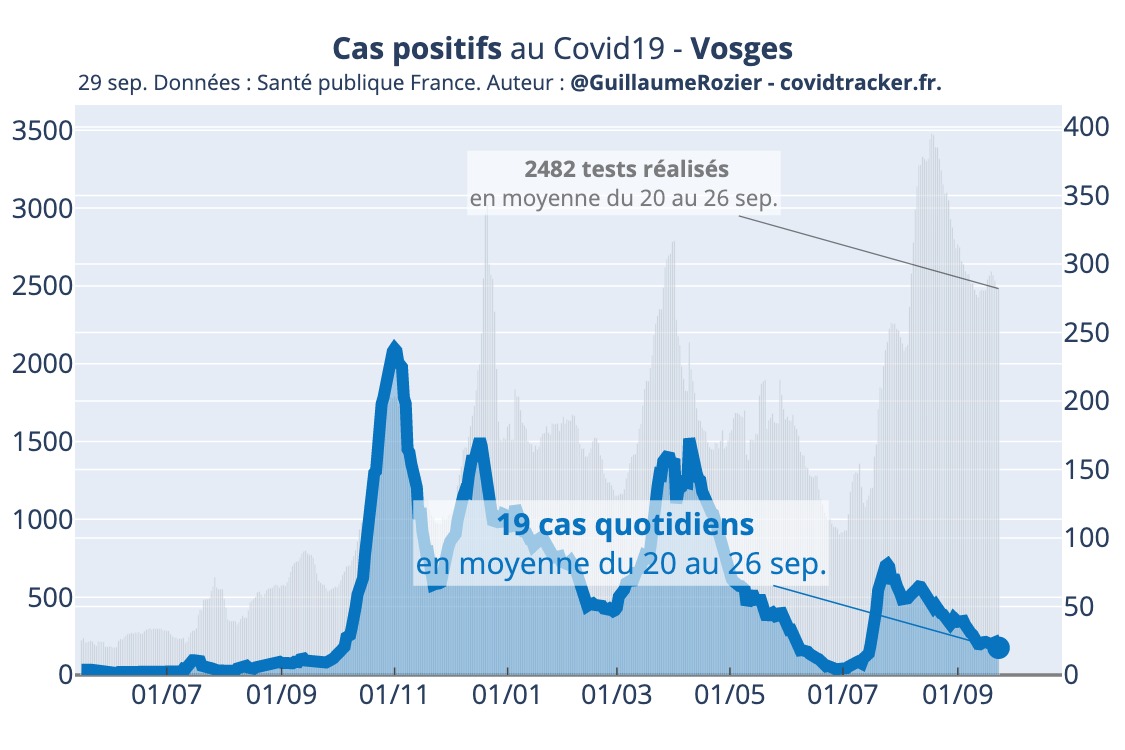 Cas positifs au Covid19 - Vosges
29 sep. Données : Santé publique France. Auteur : @GuillaumeRozier - covidtracker.fr.
3500
3000
2500
2000
1500
1000
500
0
400
350
300
250
200
150
100
50
0
2482 tests réalisés
en moyenne du 20 au 26 sep.
19 cas quotidiens
en moyenne du 20 au 26 sep.
01/07 01/09 01/11 01/01 01/03 01/05 01/07 01/09